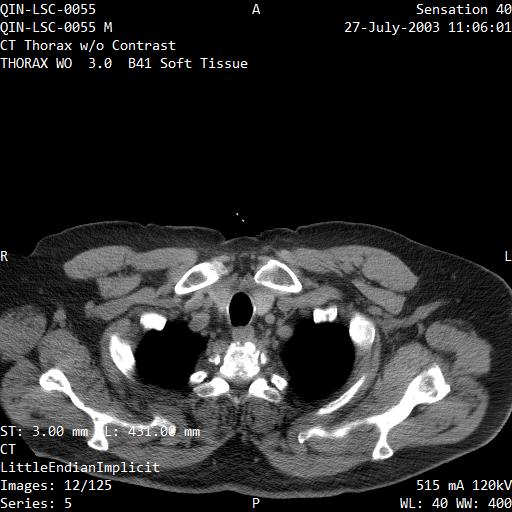 QIN-LSC-0055
A
Sensation 40
QIN-LSC-0055 M
27-July-2003 11:06:01
CT Thorax w/o Contrast
THORAX WO 3.0 B41 Soft Tissue
R
L
ST: 3.00 mm L: 431.00 mm
CT
LittleEndianImplicit
Images: 12/125
515 mA 120kV
Series: 5
P
WL: 40 WW: 400